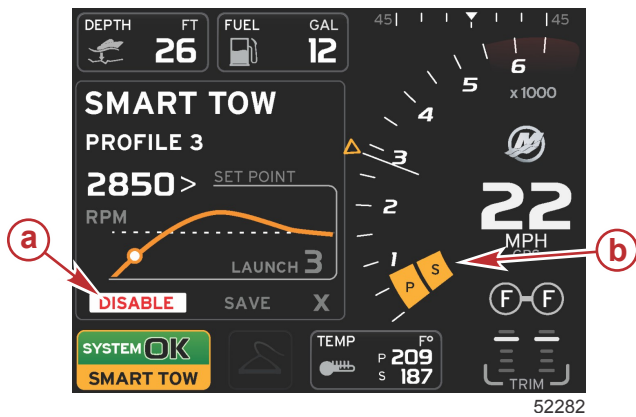 DEPTH FT
26
FUEL GAL
12
45 45
SMART TOW
PROFILE 3
2850> SET POINT
RPM
LAUNCH 3
DISABLE SAVE X
SYSTEM OK
SMART TOW
TEMP F°
P 209
S 187
6
5
4
3
2
1
x 1000
P S
22
MPH
F-F
TRIM
a
b
52282